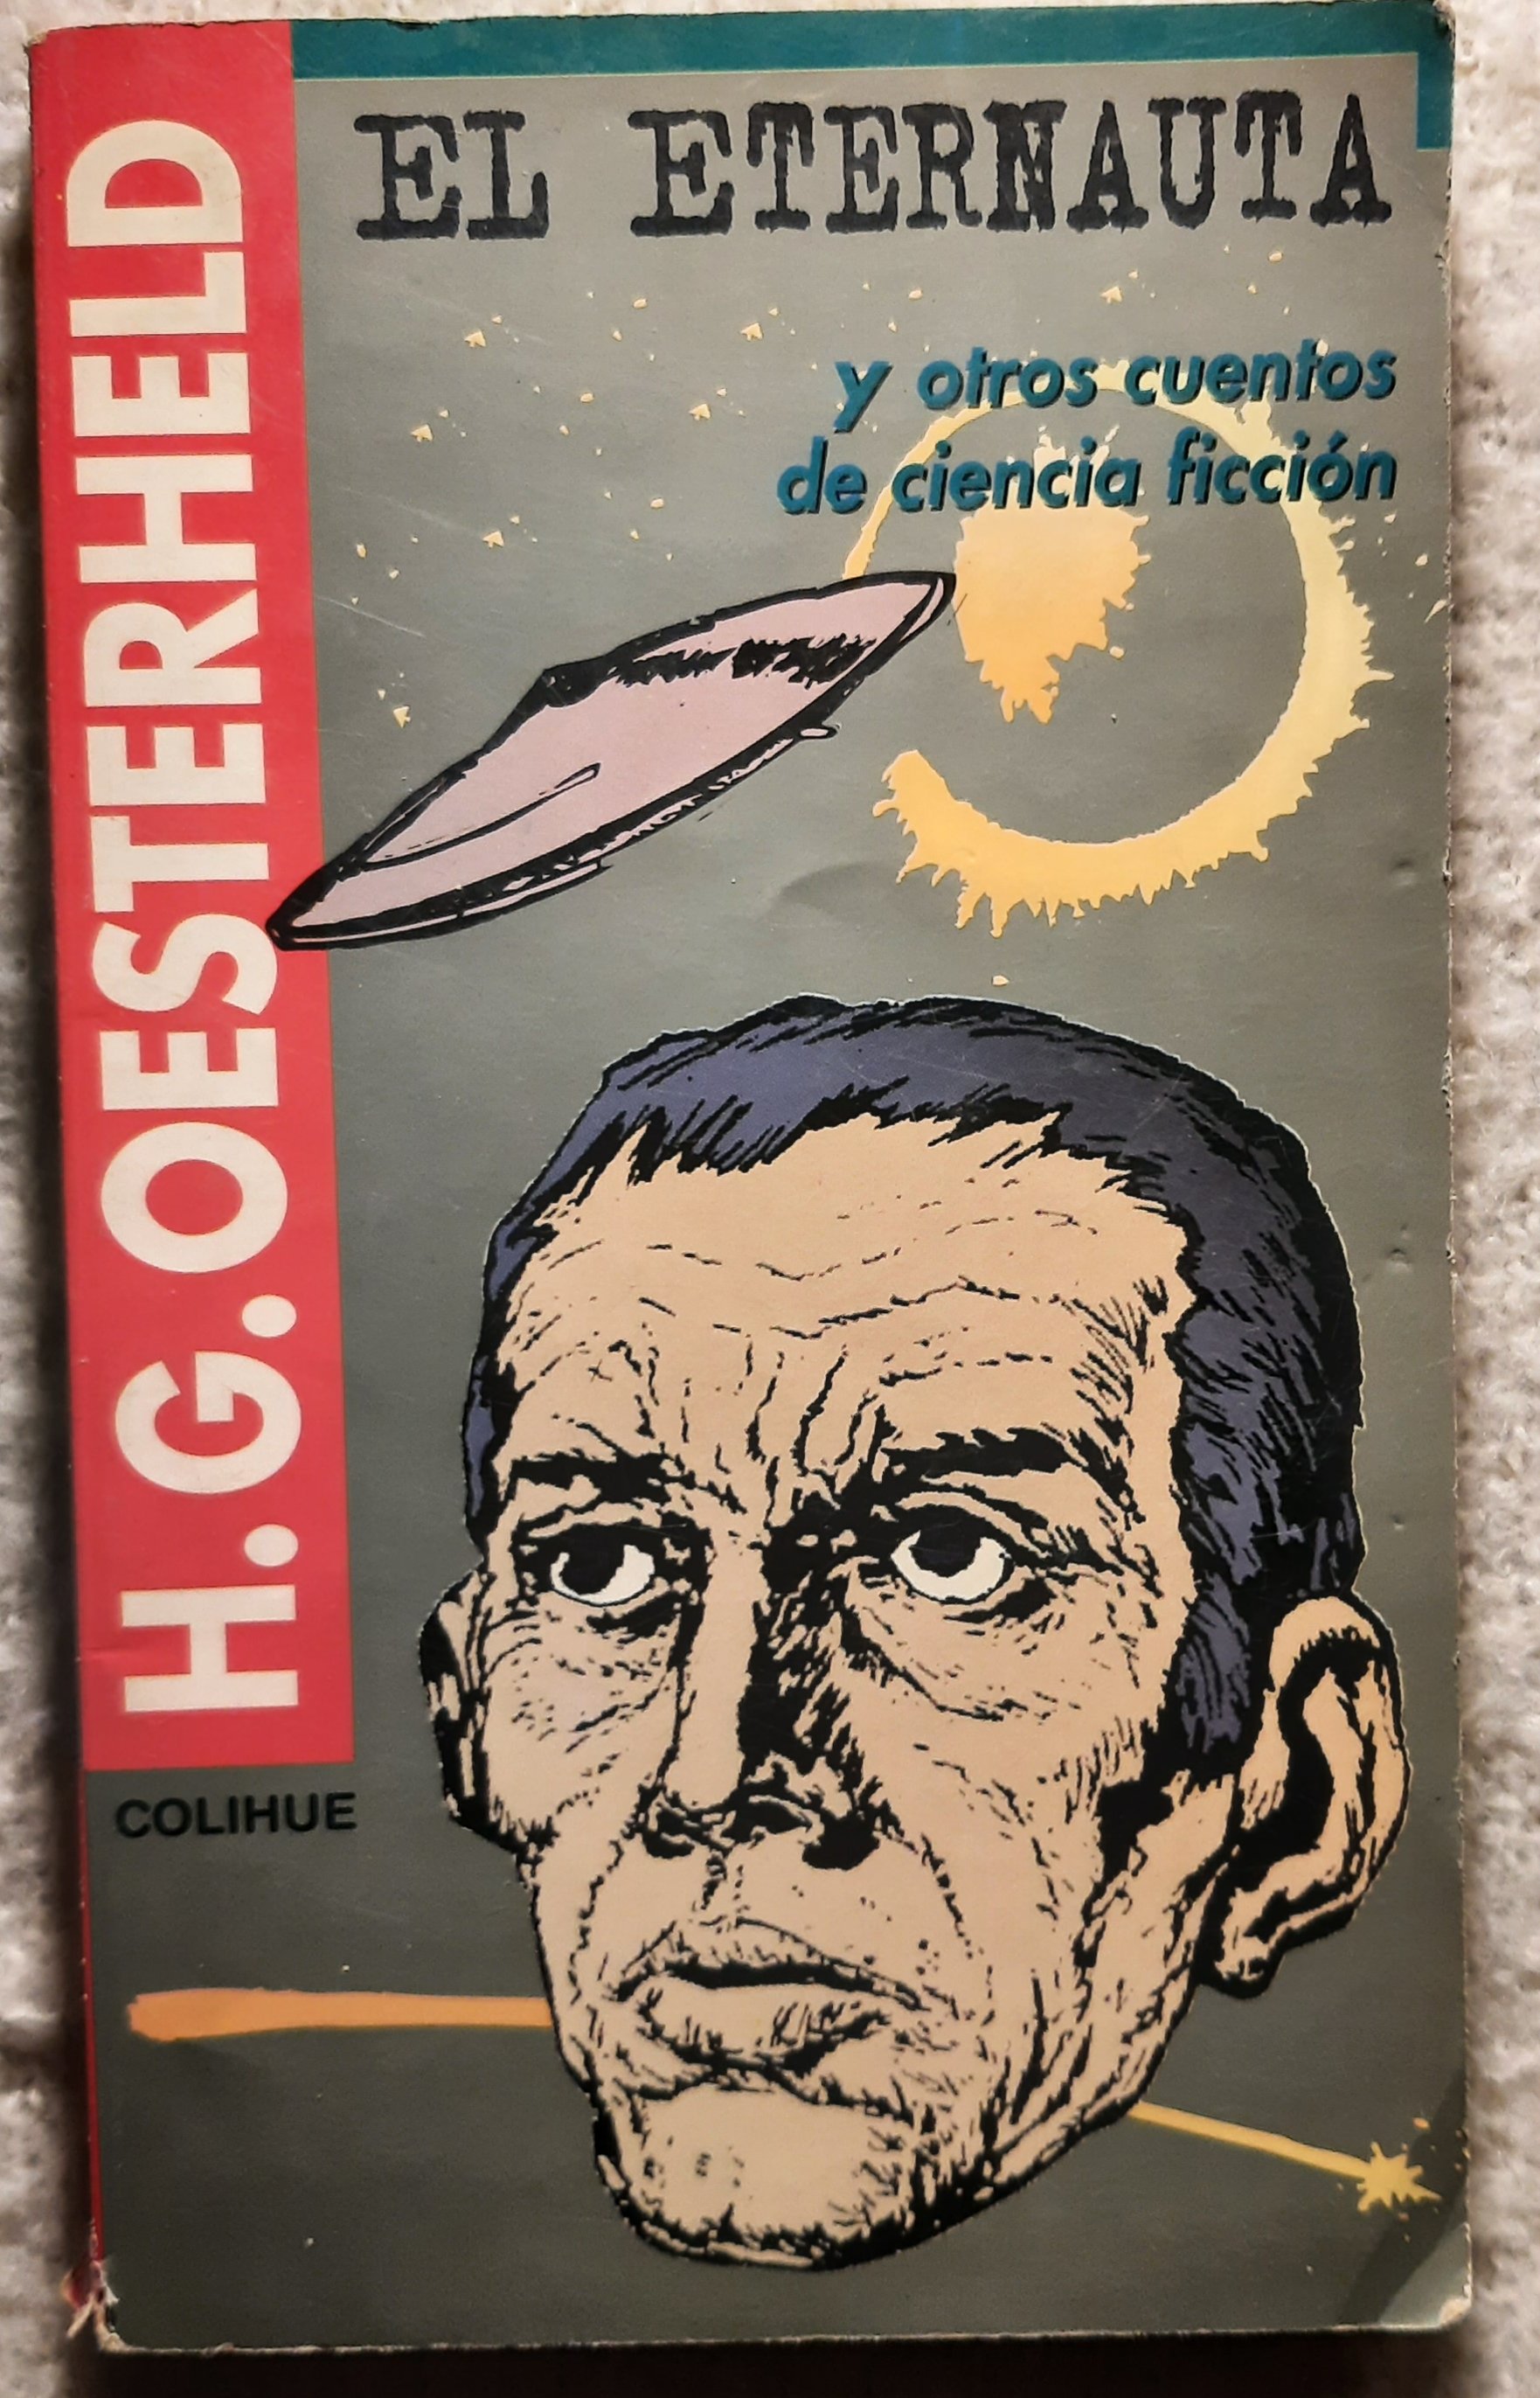 EL ETERNAUTA
y otros cuentos
de ciencia ficción
H.G.OESTERHELD
COLIHUE